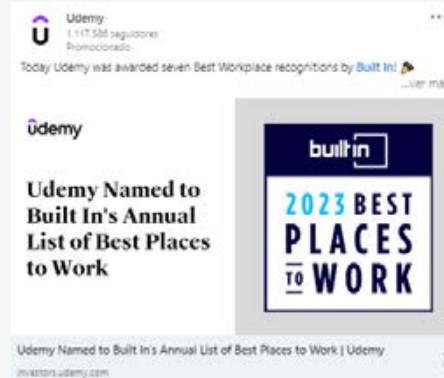 Udemy
1.117.586 seguidores
Promocionado
Today Udemy was awarded seven Best Workplace recognitions by Built In!
...ver má
ûdemy
Udemy Named to
Built In's Annual
List of Best Places
to Work
builtin
2023 BEST
PLACES
TO WORK
Udemy Named to Built In's Annual List of Best Places to Work | Udemy
investors.udemy.com